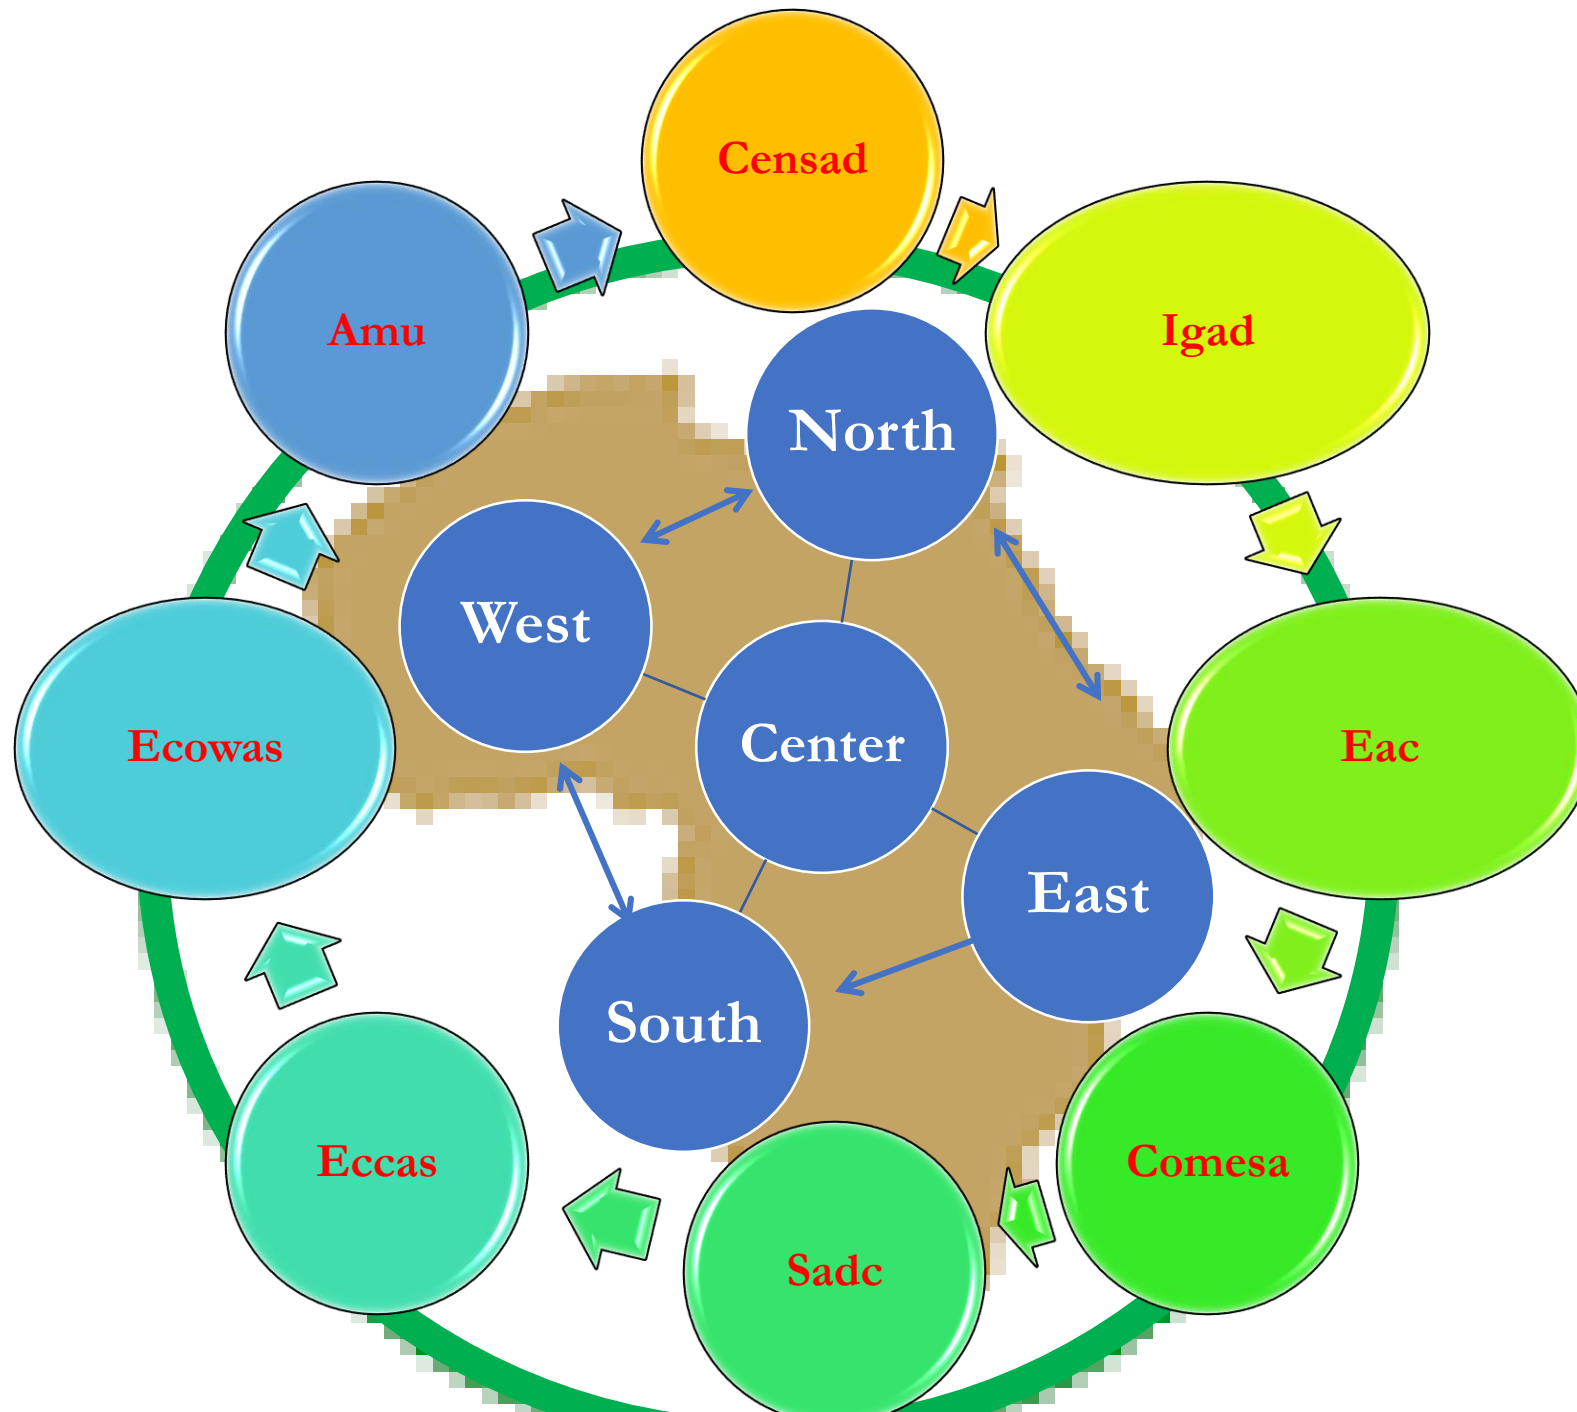 Censad
Amu
Igad
North
West
Center
Ecowas
Eac
East
South
Eccas
Comesa
Sadc